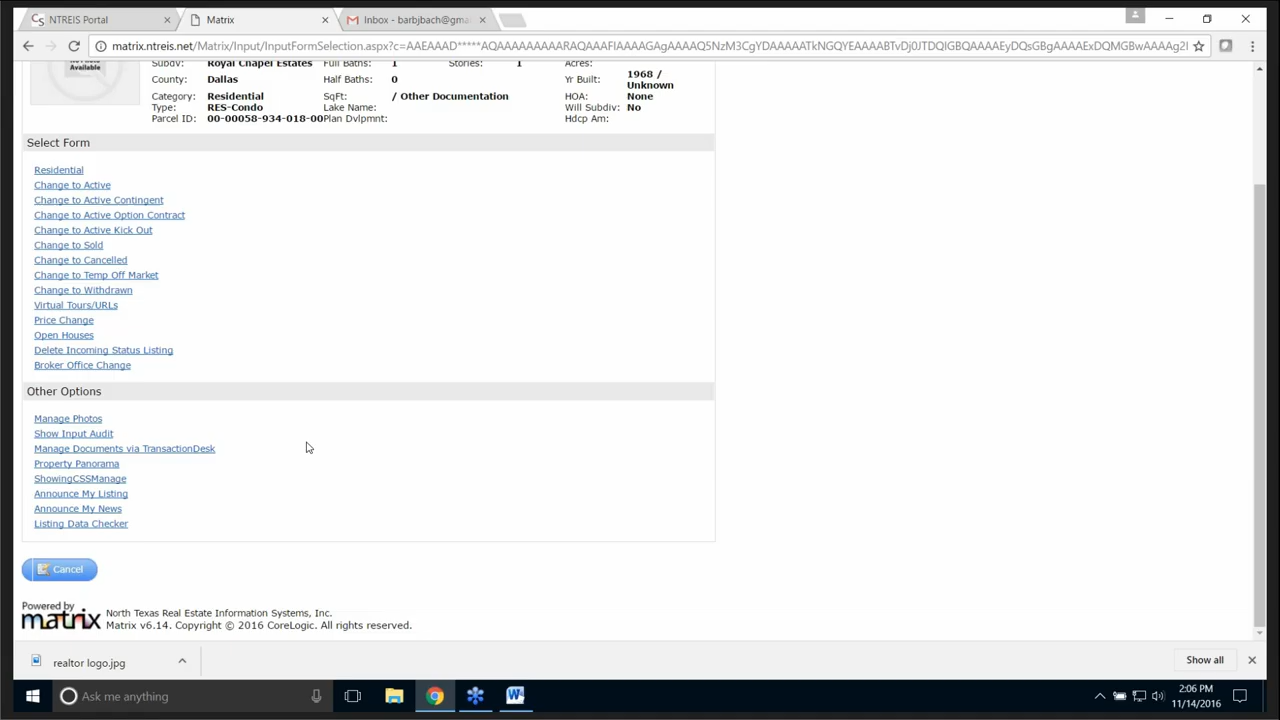 NTREIS Portal
Matrix
Inbox - barbjbach@gma
matrix.ntreis.net/Matrix/Input/InputFormSelection.aspx?c=AAEAAAD*****AQAAAAAAAAARAQAAAFIAAAAGAgAAAAQ5NzM3CgYDAAAAATkNGQYEAAAABTvDj0JTDQIGBQAAAAEyDQsGBgAAAAExDQMGBwAAAAg2I
No Photo
Available
Subdv: Royal Chapel Estates Full Baths: 1 Stories: 1 Acres:
County: Dallas Half Baths: 0 Yr Built: 1968 / Unknown
Category: Residential SqFt: / Other Documentation HOA: None
Type: RES-Condo Lake Name: Will Subdiv: No
Parcel ID: 00-00058-934-018-00 Plan Dvlpmnt: Hdcp Am:
Select Form
Residential
Change to Active
Change to Active Contingent
Change to Active Option Contract
Change to Active Kick Out
Change to Sold
Change to Cancelled
Change to Temp Off Market
Change to Withdrawn
Virtual Tours/URLs
Price Change
Open Houses
Delete Incoming Status Listing
Broker Office Change
Other Options
Manage Photos
Show Input Audit
Manage Documents via TransactionDesk
Property Panorama
ShowingCSSManage
Announce My Listing
Announce My News
Listing Data Checker
Cancel
Powered by
matrix
North Texas Real Estate Information Systems, Inc.
Matrix v6.14. Copyright © 2016 CoreLogic. All rights reserved.
realtor logo.jpg
Show all
Ask me anything
2:06 PM
11/14/2016